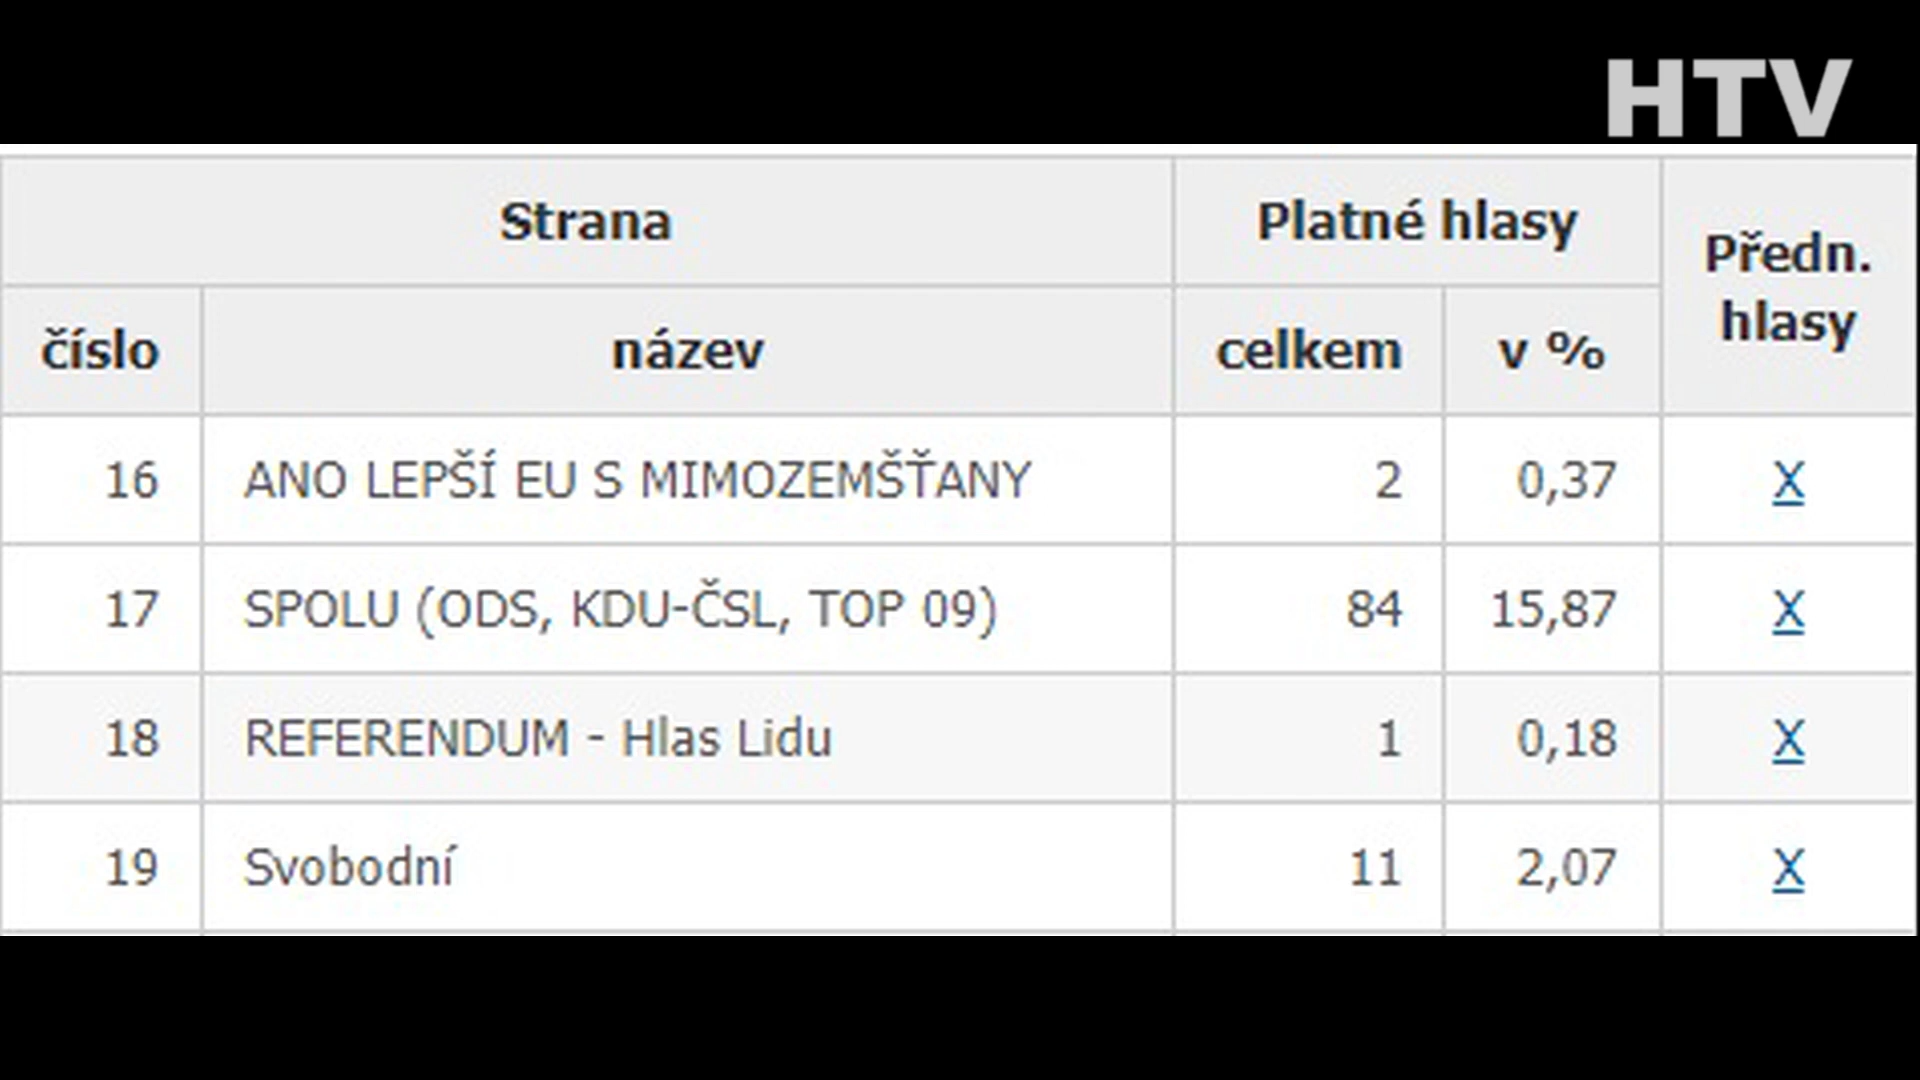 HTV
Strana Platné hlasy Předn. hlasy
číslo název celkem v %
16 ANO LEPŠÍ EU S MIMOZEMŠŤANY 2 0,37 X
17 SPOLU (ODS, KDU-ČSL, TOP 09) 84 15,87 X
18 REFERENDUM - Hlas Lidu 1 0,18 X
19 Svobodní 11 2,07 X